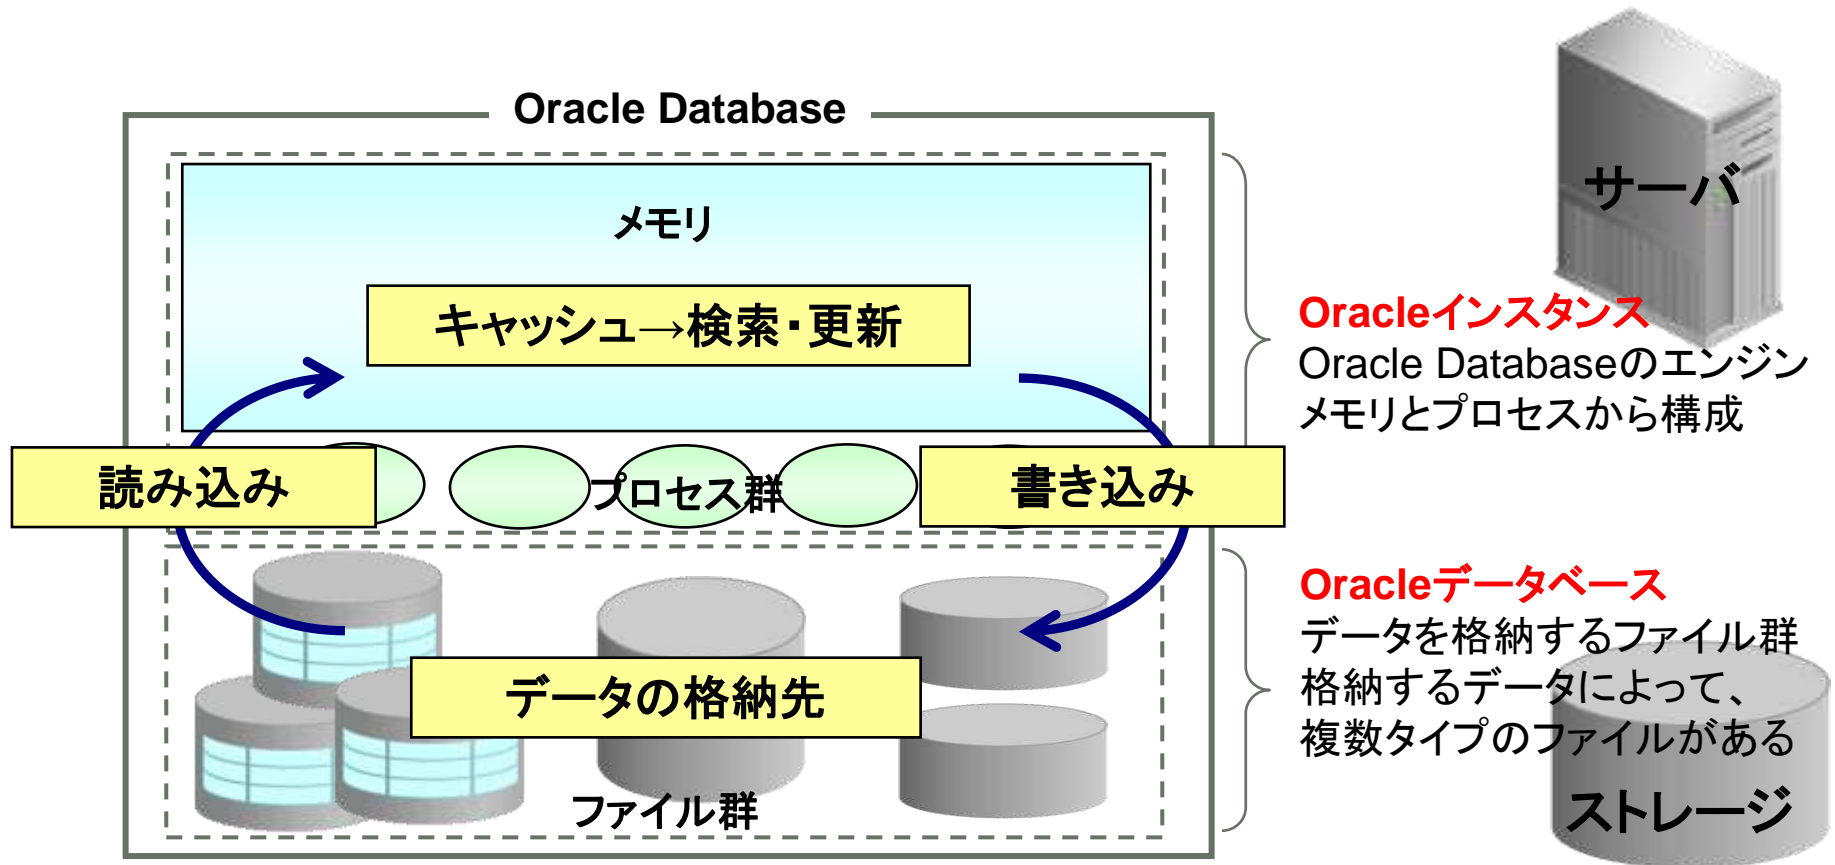 Oracle Database
サーバ
メモリ
キャッシュ→検索・更新
Oracleインスタンス
Oracle Databaseのエンジン
メモリとプロセスから構成
読み込み
プロセス群
書き込み
Oracleデータベース
データを格納するファイル群
格納するデータによって、
複数タイプのファイルがある
データの格納先
ファイル群
ストレージ